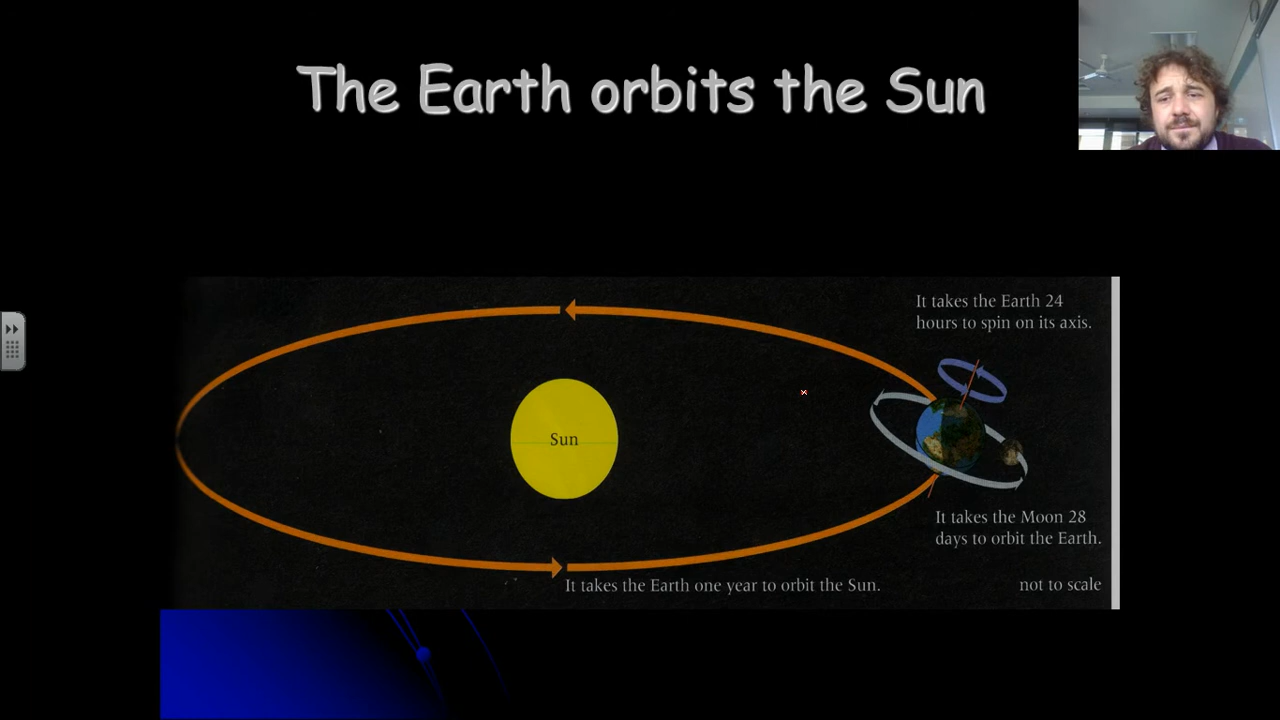 The Earth orbits the Sun
It takes the Earth 24
hours to spin on its axis.
Sun
It takes the Moon 28
days to orbit the Earth.
It takes the Earth one year to orbit the Sun.
not to scale